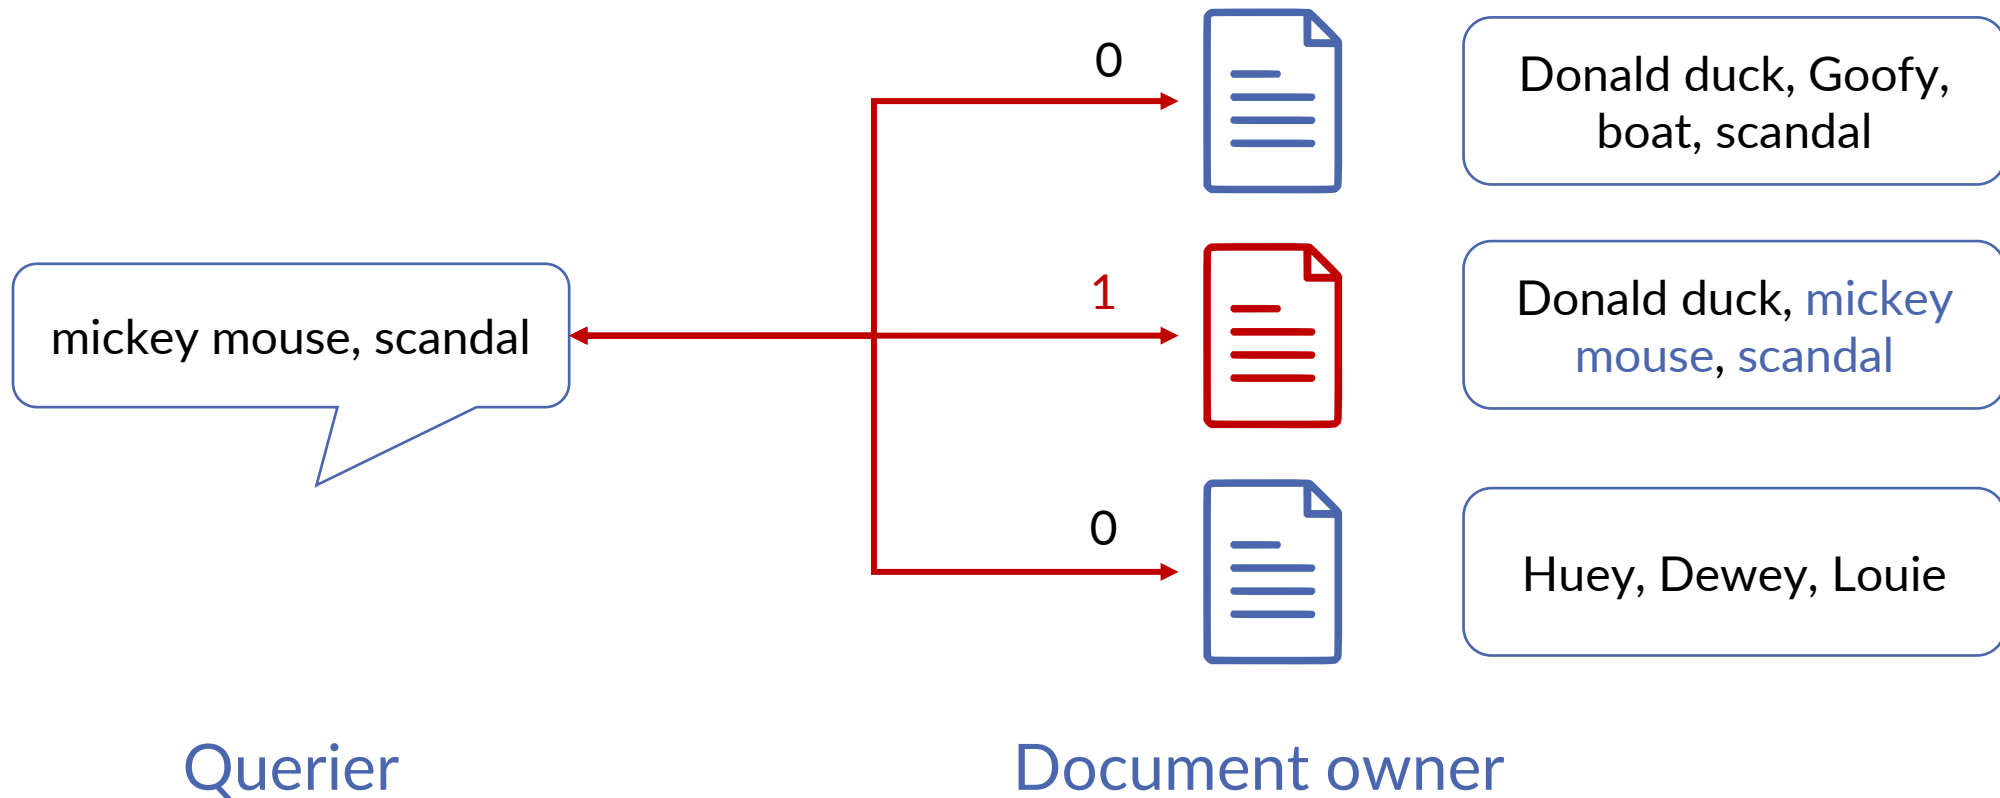 0
Donald duck, Goofy,
boat, scandal
mickey mouse, scandal
1
Donald duck, mickey
mouse, scandal
0
Huey, Dewey, Louie
Querier
Document owner